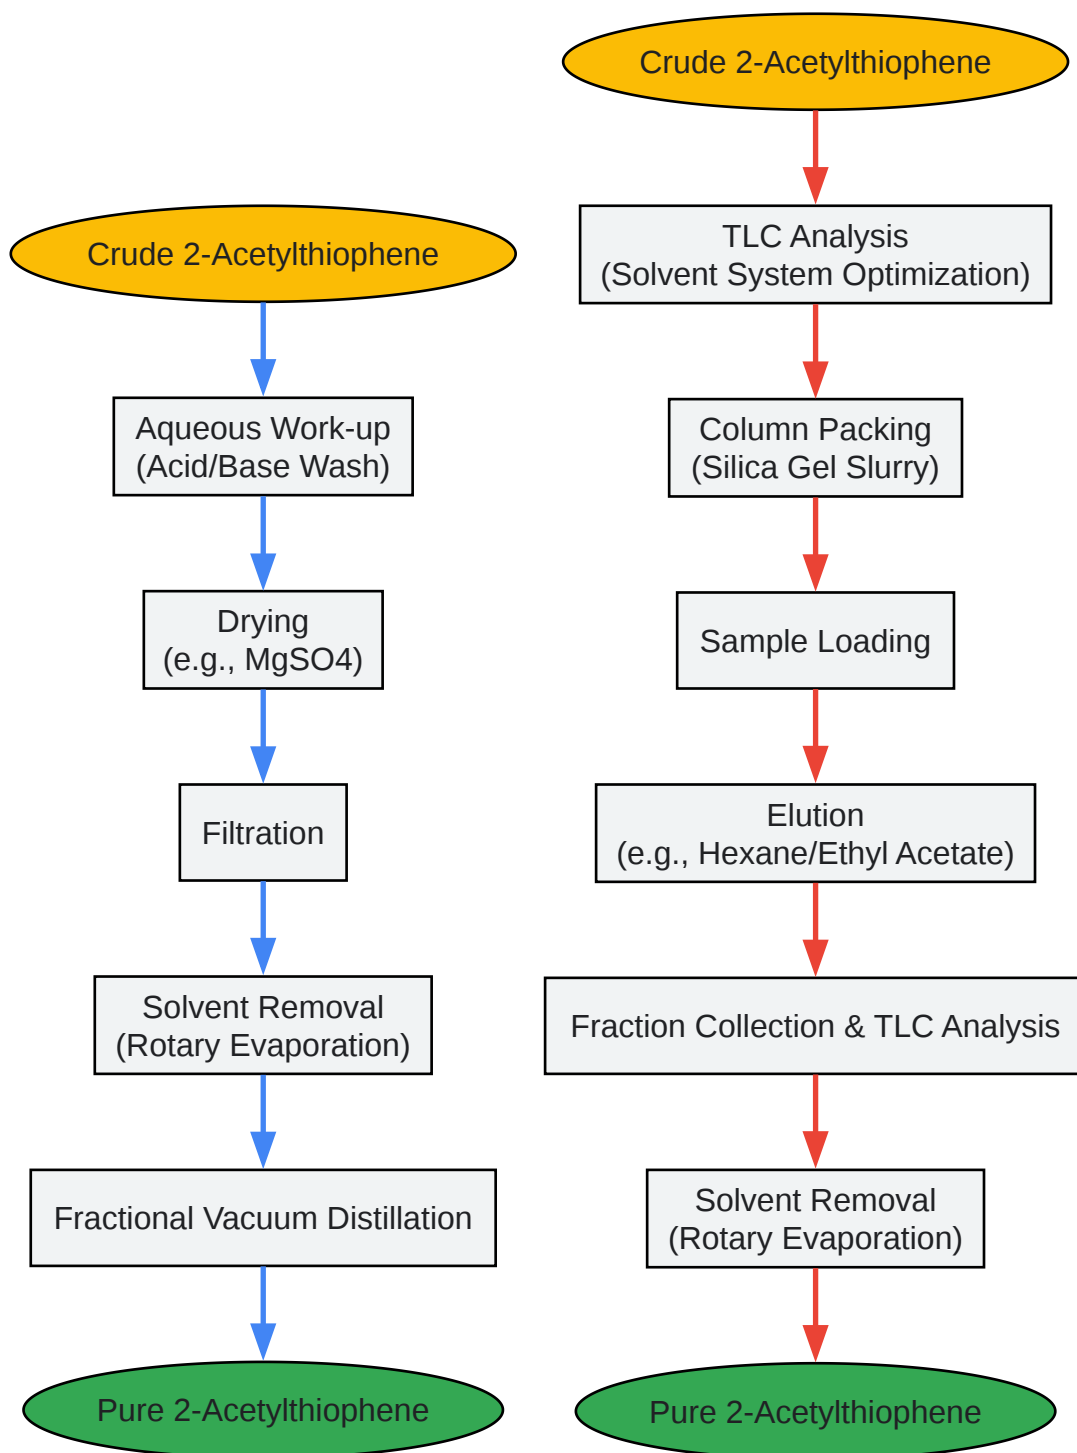 Crude 2-Acetylthiophene
Aqueous Work-up
(Acid/Base Wash)
Drying
(e.g., MgSO4)
Filtration
Solvent Removal
(Rotary Evaporation)
Fractional Vacuum Distillation
Pure 2-Acetylthiophene
Crude 2-Acetylthiophene
TLC Analysis
(Solvent System Optimization)
Column Packing
(Silica Gel Slurry)
Sample Loading
Elution
(e.g., Hexane/Ethyl Acetate)
Fraction Collection & TLC Analysis
Solvent Removal
(Rotary Evaporation)
Pure 2-Acetylthiophene